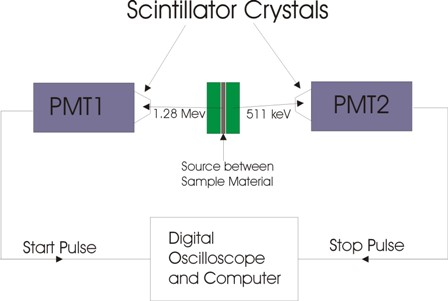 Scintillator Crystals
PMT1
1.28 Mev
511 keV
PMT2
Source between
Sample Material
Start Pulse
Digital
Oscilloscope
and Computer
Stop Pulse